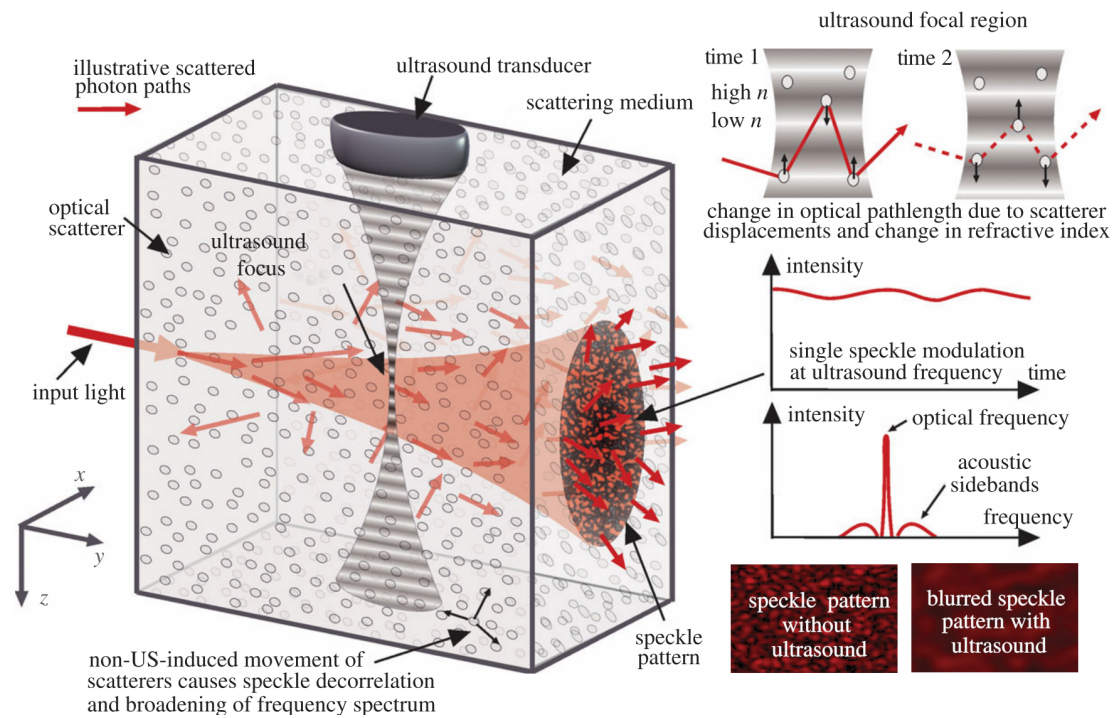 illustrative scattered
photon paths
ultrasound transducer
scattering medium
optical
scatterer
ultrasound
focus
input light
x
y
z
non-US-induced movement of
scatterers causes speckle decorrelation
and broadening of frequency spectrum
speckle
pattern
ultrasound focal region
time 1
time 2
high n
low n
change in optical pathlength due to scatterer
displacements and change in refractive index
intensity
single speckle modulation
at ultrasound frequency
time
intensity
optical frequency
acoustic
sidebands
frequency
speckle pattern
without
ultrasound
blurred speckle
pattern with
ultrasound